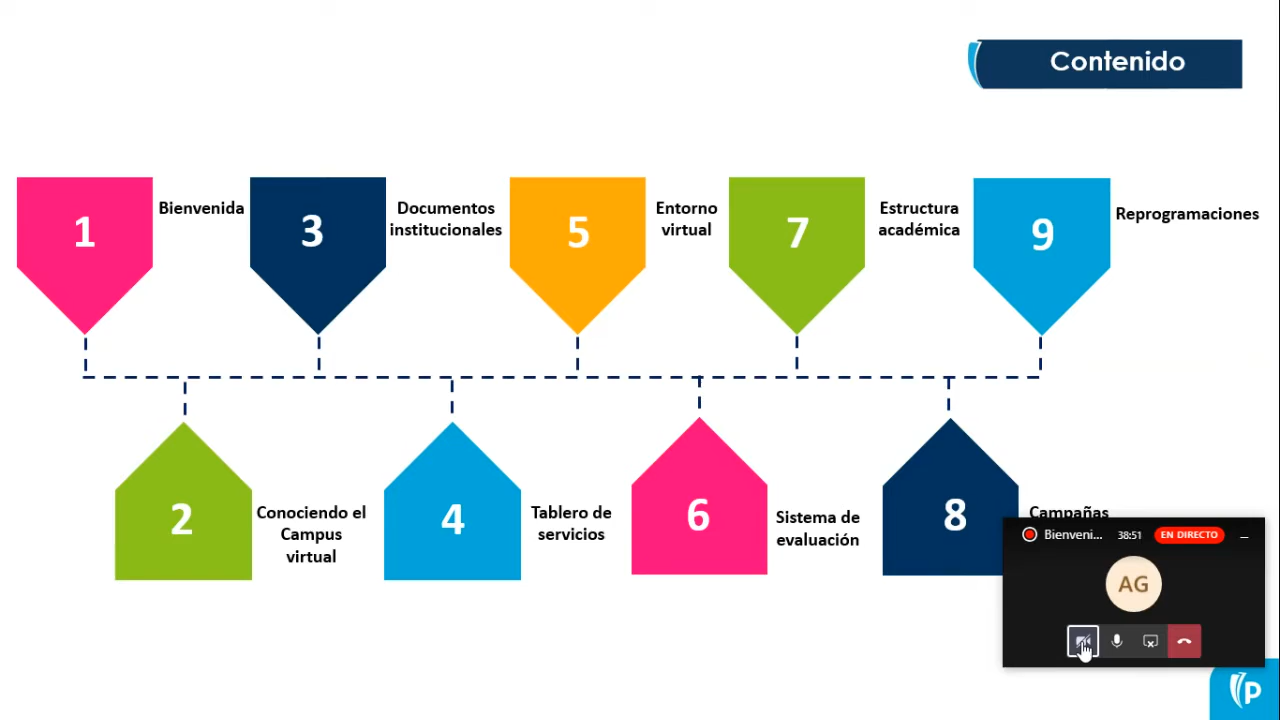 Contenido
1
Bienvenida
2
Conociendo el
Campus
virtual
3
Documentos
institucionales
4
Tablero de
servicios
5
Entorno
virtual
6
Sistema de
evaluación
7
Estructura
académica
8
Campañas
9
Reprogramaciones
Bienveni...
38:51
EN DIRECTO
AG
P